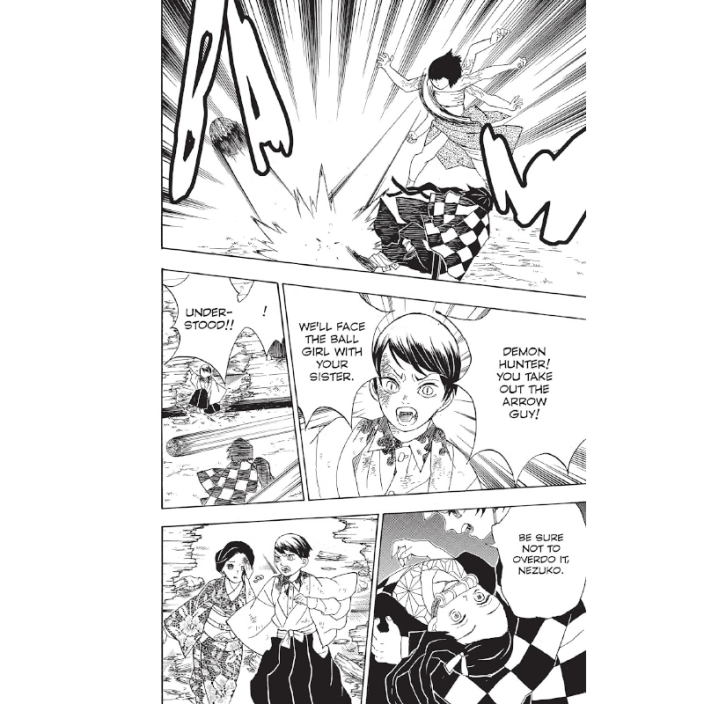 BAM
DEMON
HUNTER!
YOU TAKE
OUT THE
ARROW
GUY!
WE'LL FACE
THE BALL
GIRL WITH
YOUR
SISTER.
!
UNDER-
STOOD!!
BE SURE
NOT TO
OVERDO IT,
NEZUKO.